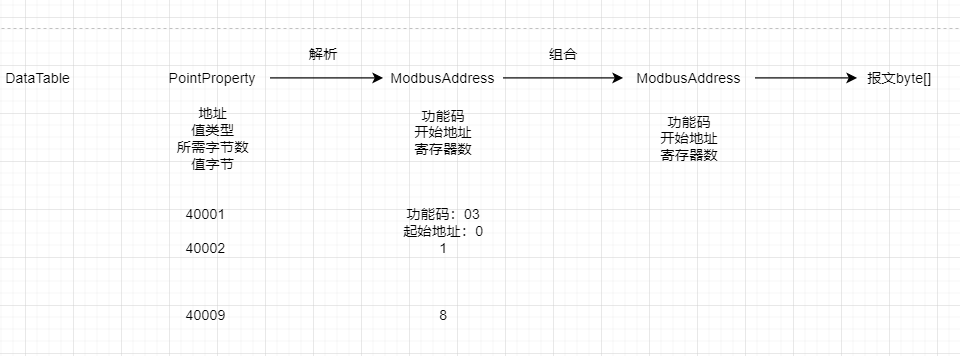 解析
组合
DataTable
PointProperty
ModbusAddress
ModbusAddress
报文byte[]
地址
值类型
所需字节数
值字节
功能码
开始地址
寄存器数
功能码
开始地址
寄存器数
40001
功能码：03
起始地址：0
40002
1
40009
8